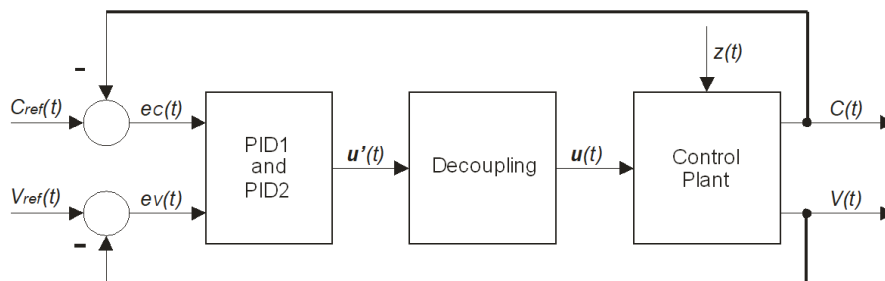 -
z(t)
Cref(t)
ec(t)
C(t)
PID1
and
PID2
u'(t)
Decoupling
u(t)
Control
Plant
Vref(t)
ev(t)
V(t)
-